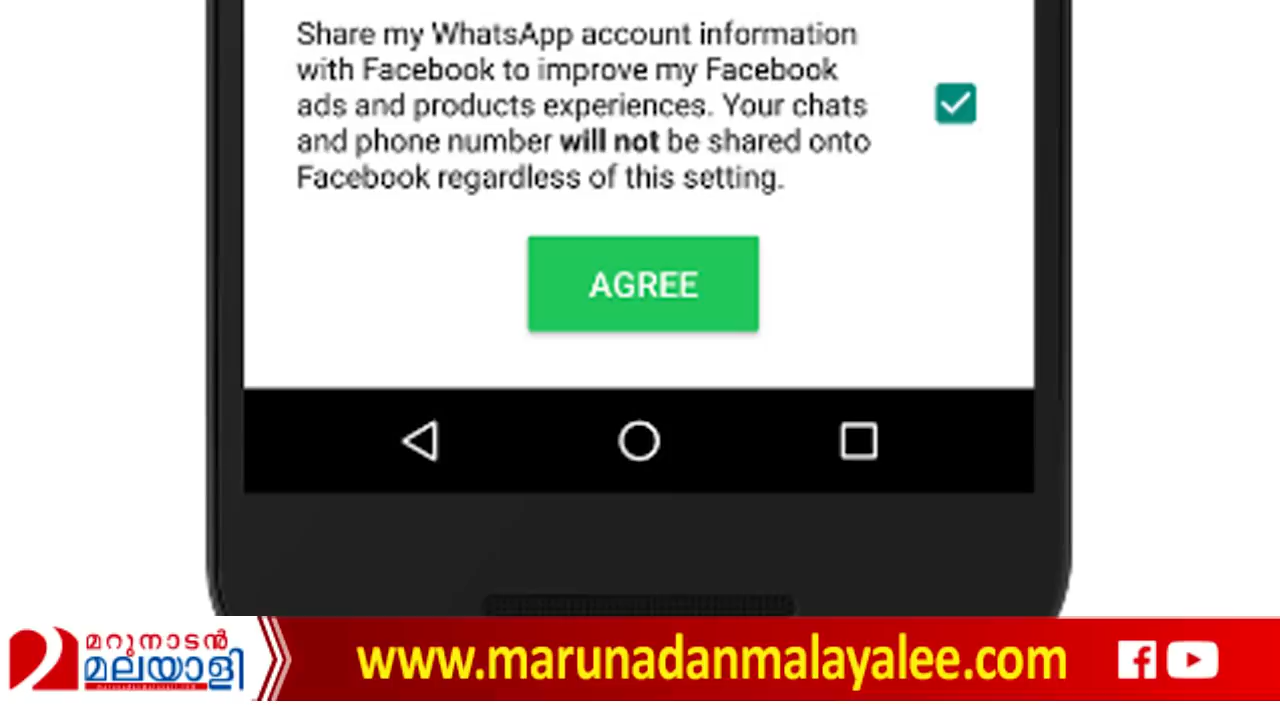 Share my WhatsApp account information
with Facebook to improve my Facebook
ads and products experiences. Your chats
and phone number will not be shared onto
Facebook regardless of this setting.
AGREE
മറുനാടൻ
മലയാളി
www.marunadanmalayalee.com